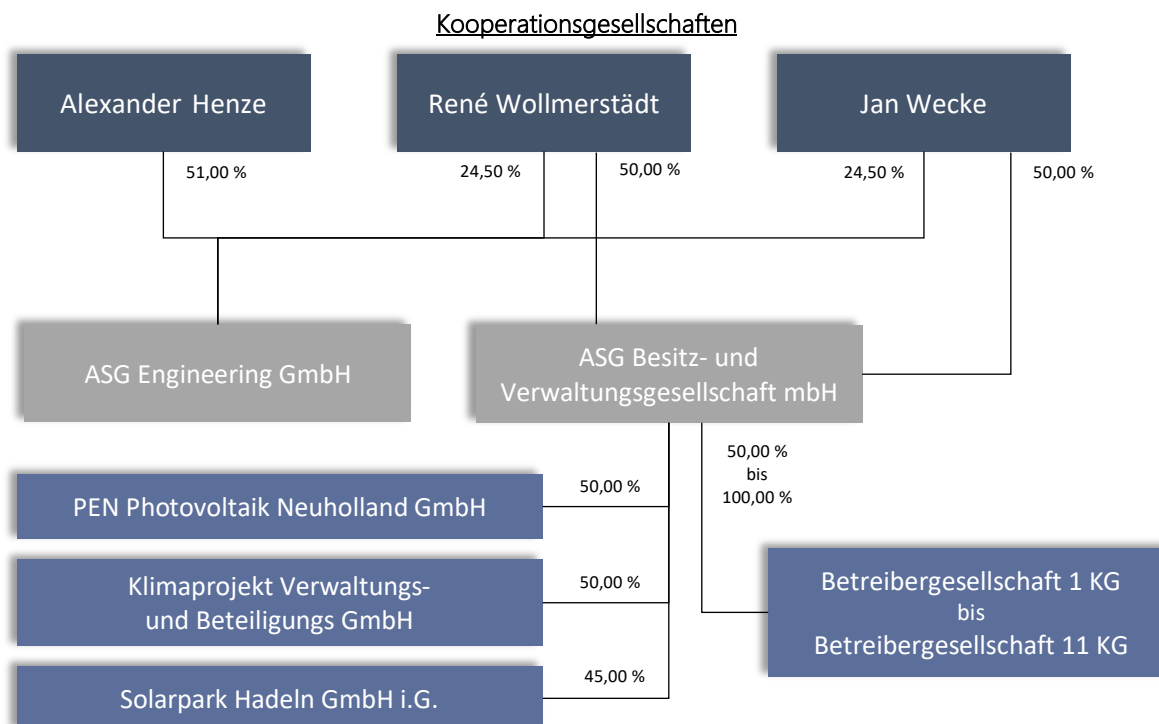 Kooperationsgesellschaften
Alexander Henze
René Wollmerstädt
Jan Wecke
51,00 %
24,50 %
50,00 %
24,50 %
50,00 %
ASG Engineering GmbH
ASG Besitz- und
Verwaltungsgesellschaft mbH
50,00 %
bis
100,00 %
50,00 %
PEN Photovoltaik Neuholland GmbH
50,00 %
Klimaprojekt Verwaltungs-
und Beteiligungs GmbH
Betreibergesellschaft 1 KG
bis
Betreibergesellschaft 11 KG
45,00 %
Solarpark Hadeln GmbH i.G.